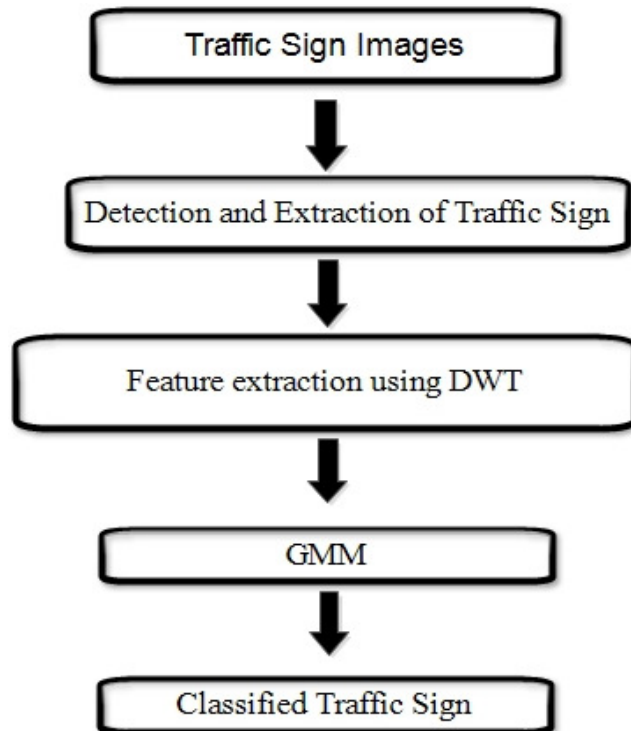 Traffic Sign Images
Detection and Extraction of Traffic Sign
Feature extraction using DWT
GMM
Classified Traffic Sign